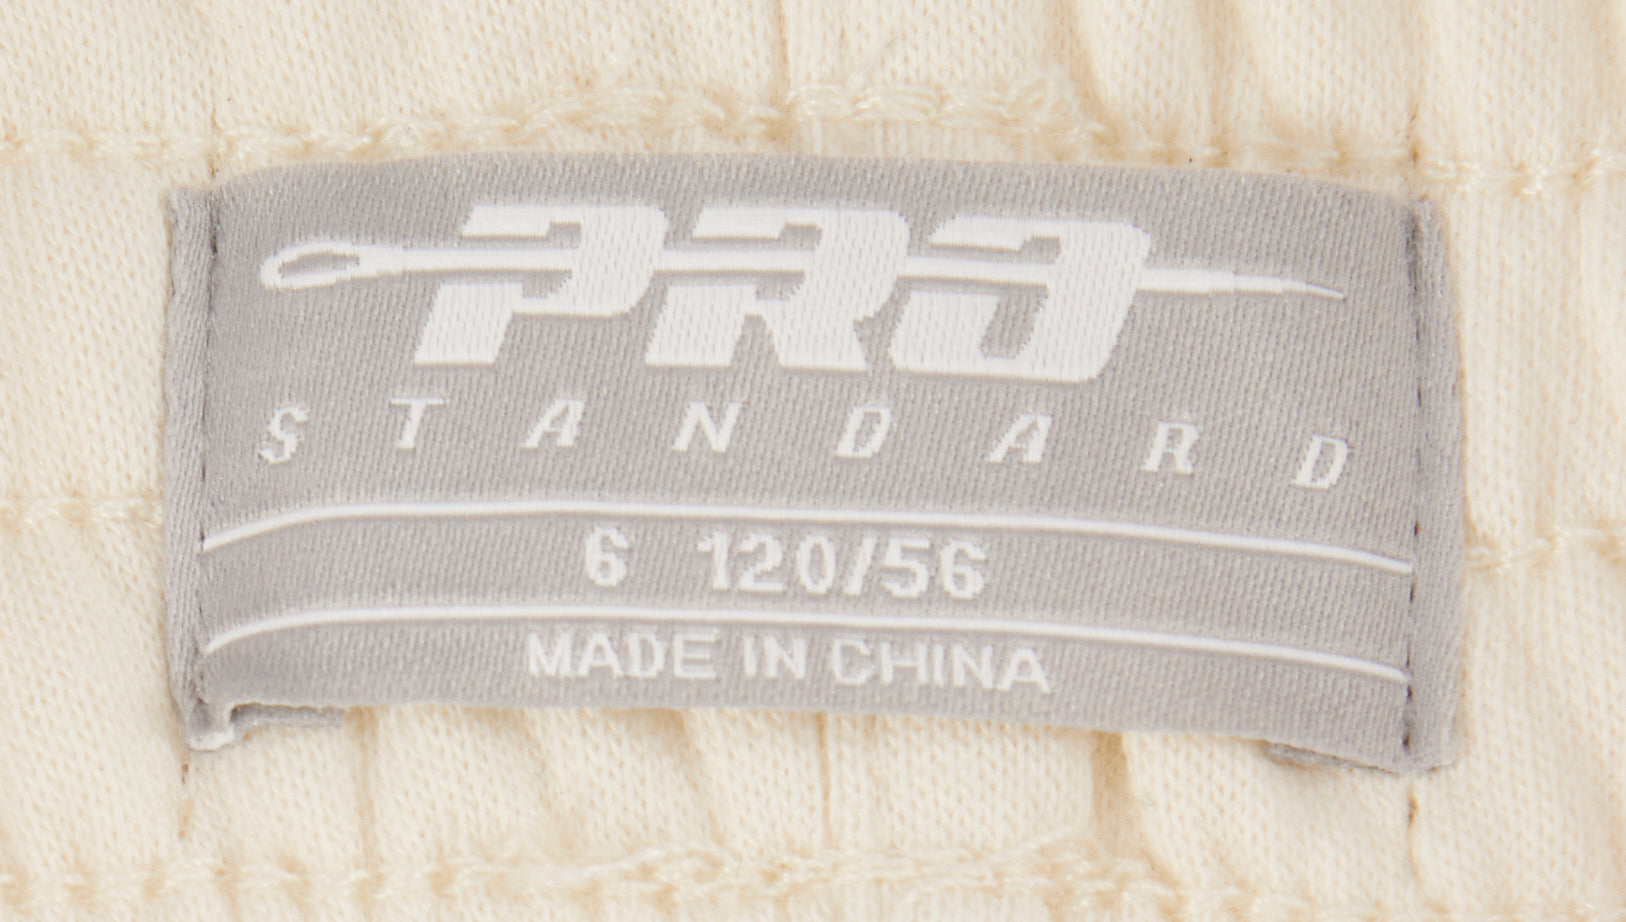 PRO
STANDARD
6 120/56
MADE IN CHINA